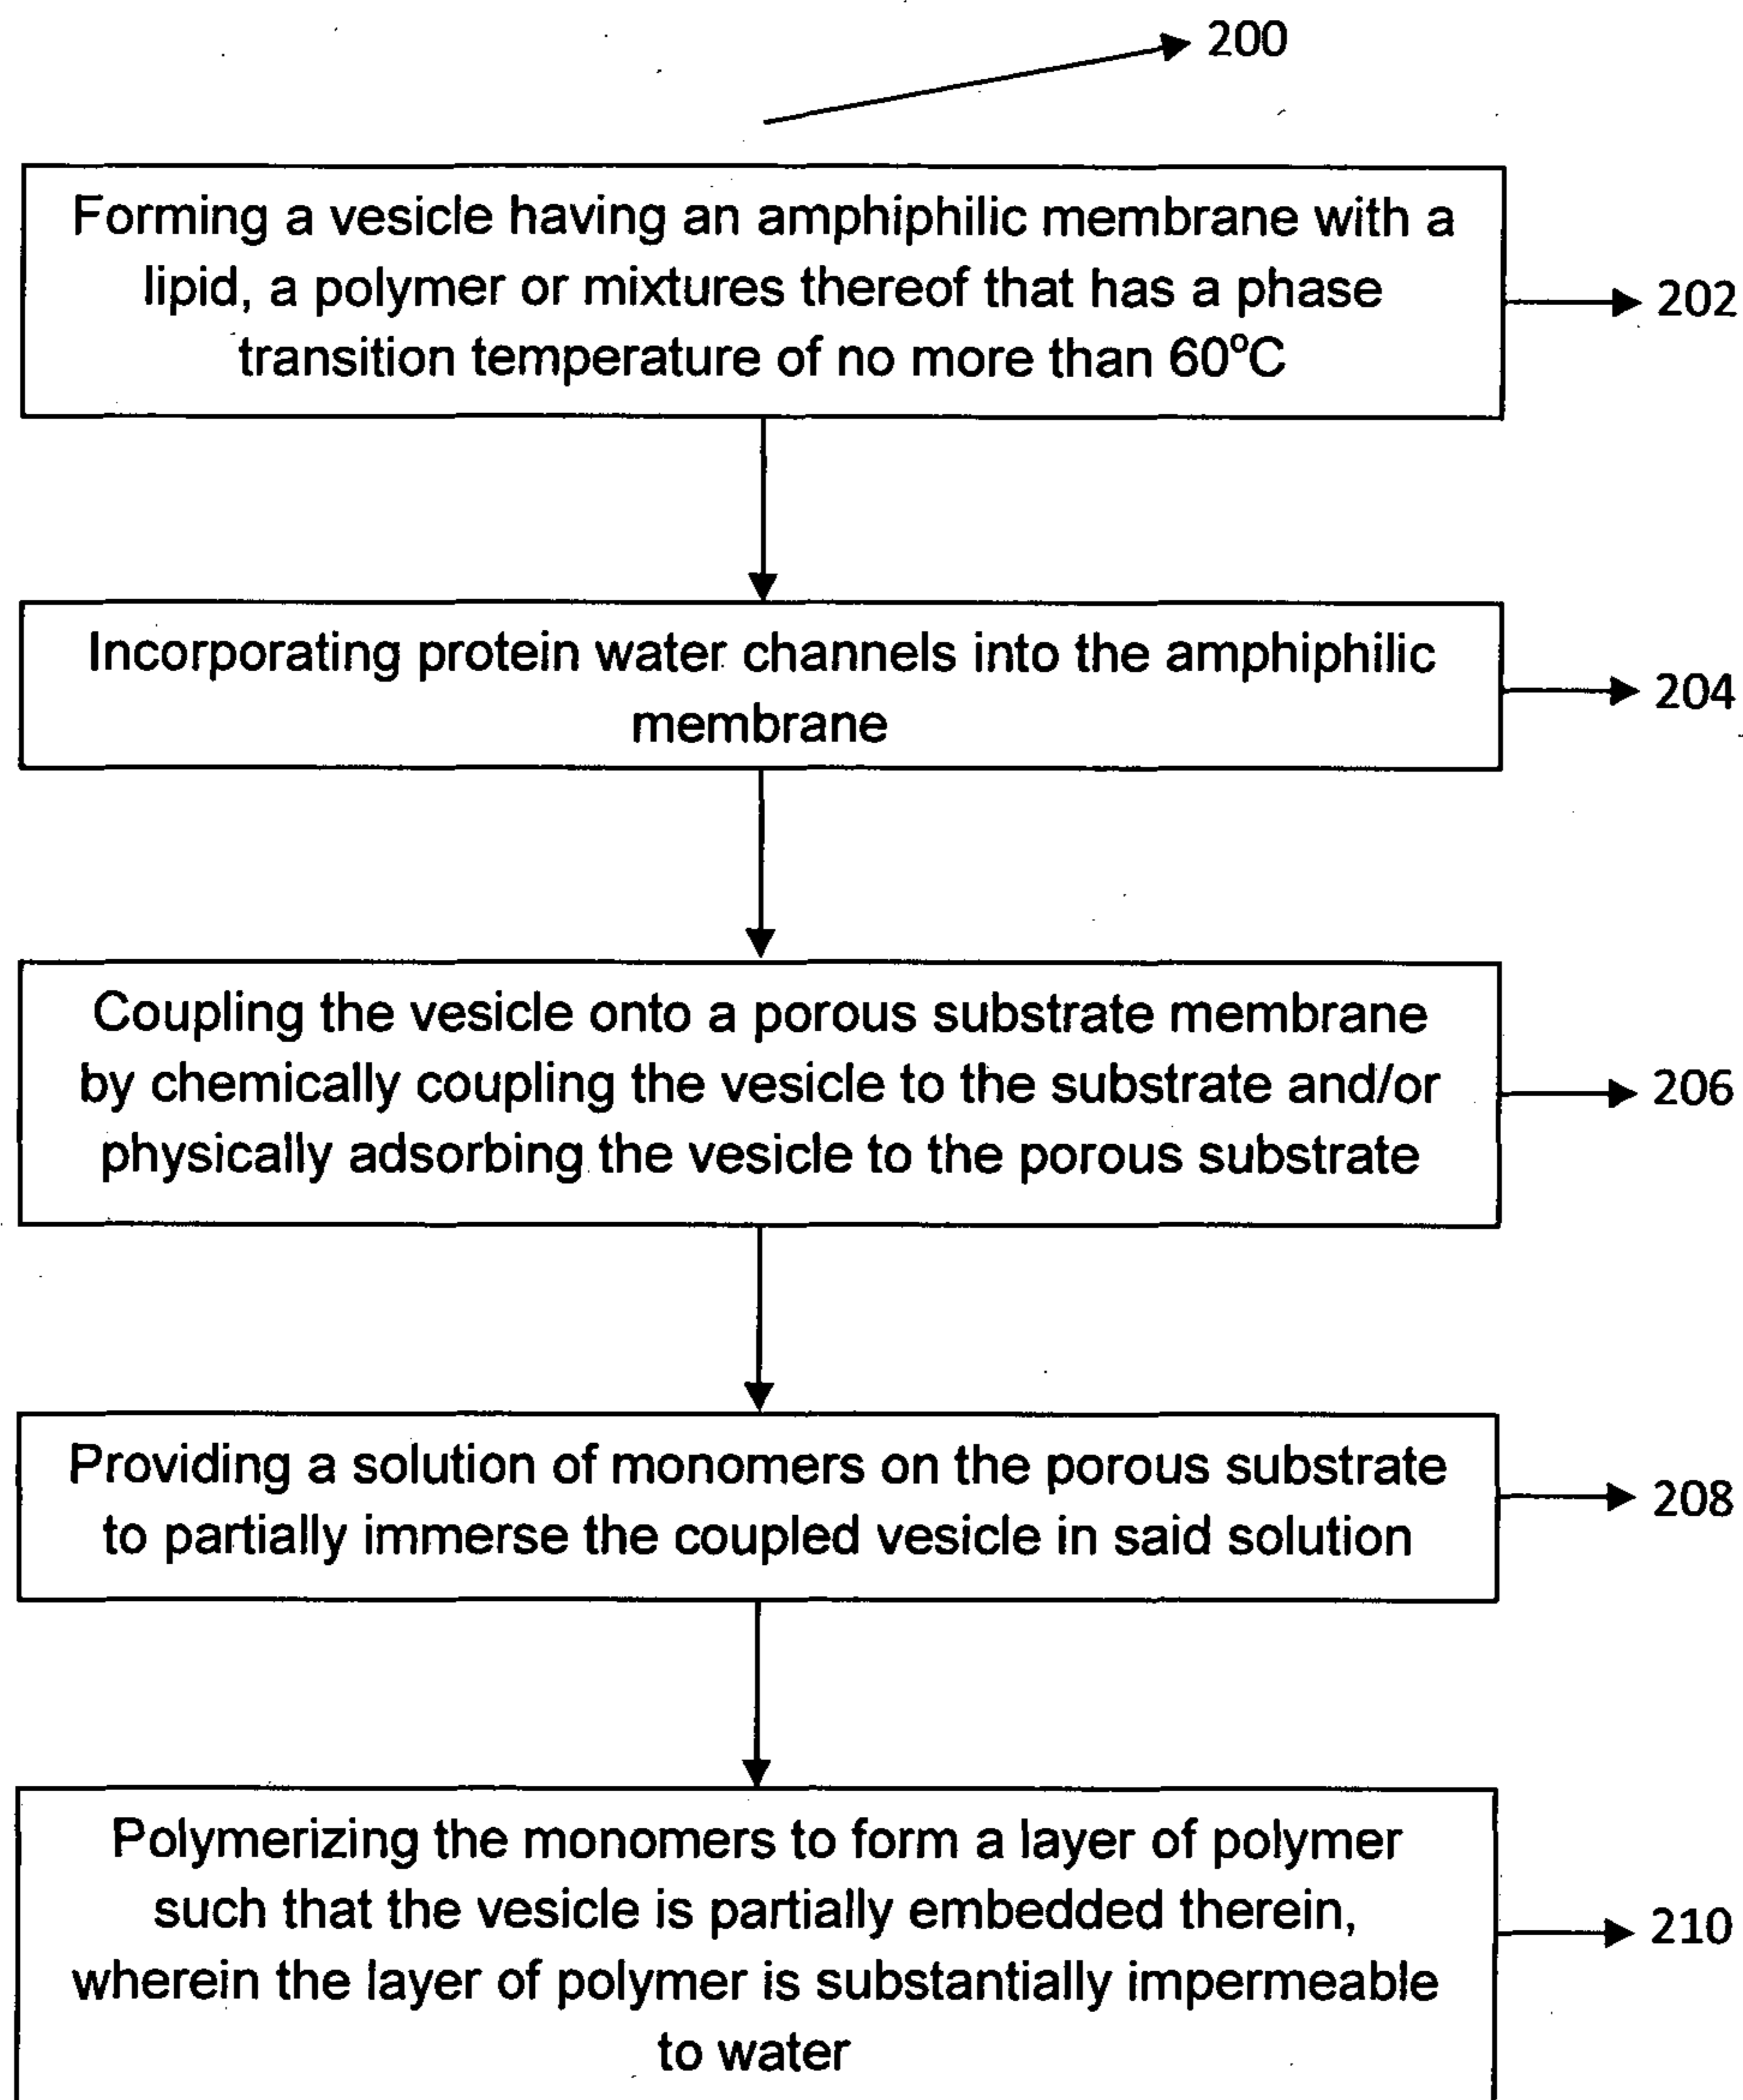 200
Forming a vesicle having an amphiphilic membrane with a
lipid, a polymer or mixtures thereof that has a phase
transition temperature of no more than 60°C
202
Incorporating protein water channels into the amphiphilic
membrane
204
Coupling the vesicle onto a porous substrate membrane
by chemically coupling the vesicle to the substrate and/or
physically adsorbing the vesicle to the porous substrate
206
Providing a solution of monomers on the porous substrate
to partially immerse the coupled vesicle in said solution
208
Polymerizing the monomers to form a layer of polymer
such that the vesicle is partially embedded therein,
wherein the layer of polymer is substantially impermeable
to water
210